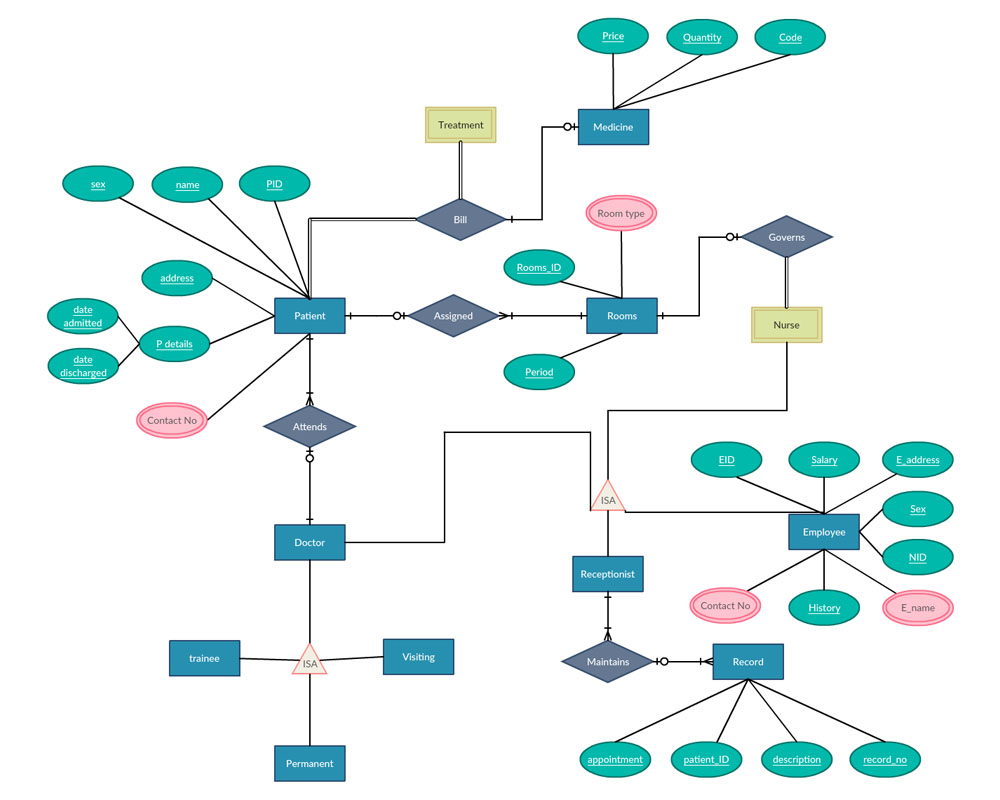 Price
Quantity
Code
Treatment
Medicine
sex
name
PID
Bill
Room type
Governs
address
Rooms_ID
date
admitted
Patient
Assigned
Rooms
Nurse
P details
date
discharged
Period
Contact No
Attends
EID
Salary
E_address
ISA
Sex
Employee
Doctor
NID
Receptionist
Contact No
History
E_name
trainee
ISA
Visiting
Maintains
Record
Permanent
appointment
patient_ID
description
record_no